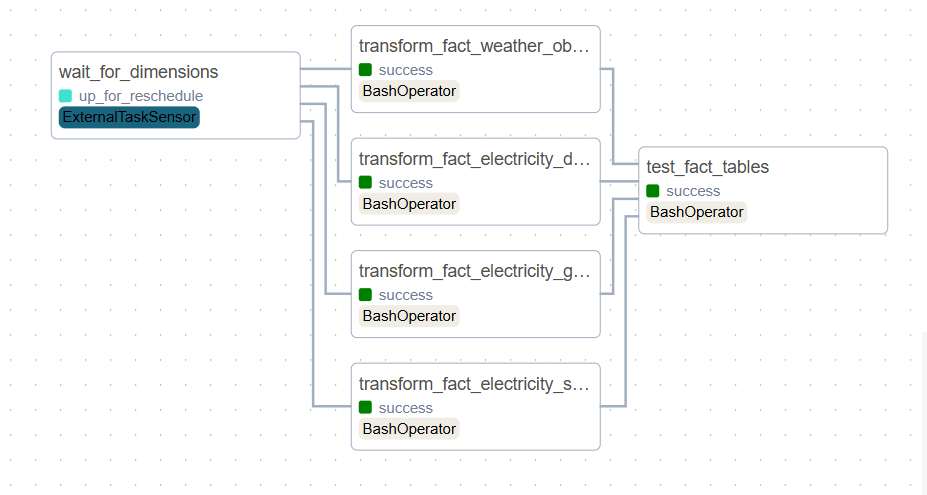 wait_for_dimensions
up_for_reschedule
ExternalTaskSensor
transform_fact_weather_ob…
success
BashOperator
transform_fact_electricity_d…
success
BashOperator
transform_fact_electricity_g…
success
BashOperator
transform_fact_electricity_s…
success
BashOperator
test_fact_tables
success
BashOperator